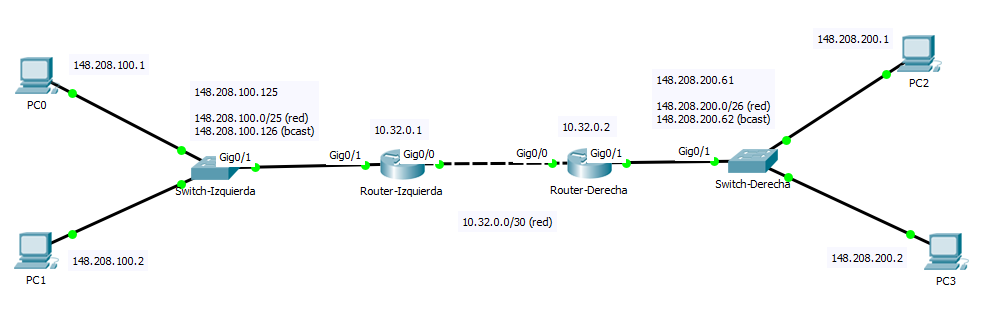 148.208.100.1
PC0
148.208.100.125
148.208.100.0/25 (red)
148.208.100.126 (bcast)
Gig0/1
Switch-Izquierda
148.208.100.2
PC1
10.32.0.1
Gig0/1
Gig0/0
Router-Izquierda
10.32.0.0/30 (red)
10.32.0.2
Gig0/0
Gig0/1
Router-Derecha
148.208.200.61
148.208.200.0/26 (red)
148.208.200.62 (bcast)
Gig0/1
Switch-Derecha
148.208.200.1
PC2
148.208.200.2
PC3